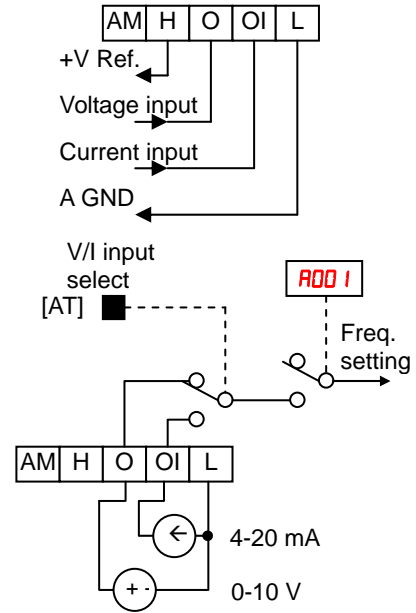 AM H O OI L
+V Ref.
Voltage input
Current input
A GND
V/I input
select
[AT]
A001
Freq.
setting
AM H O OI L
4-20 mA
+ -
0-10 V